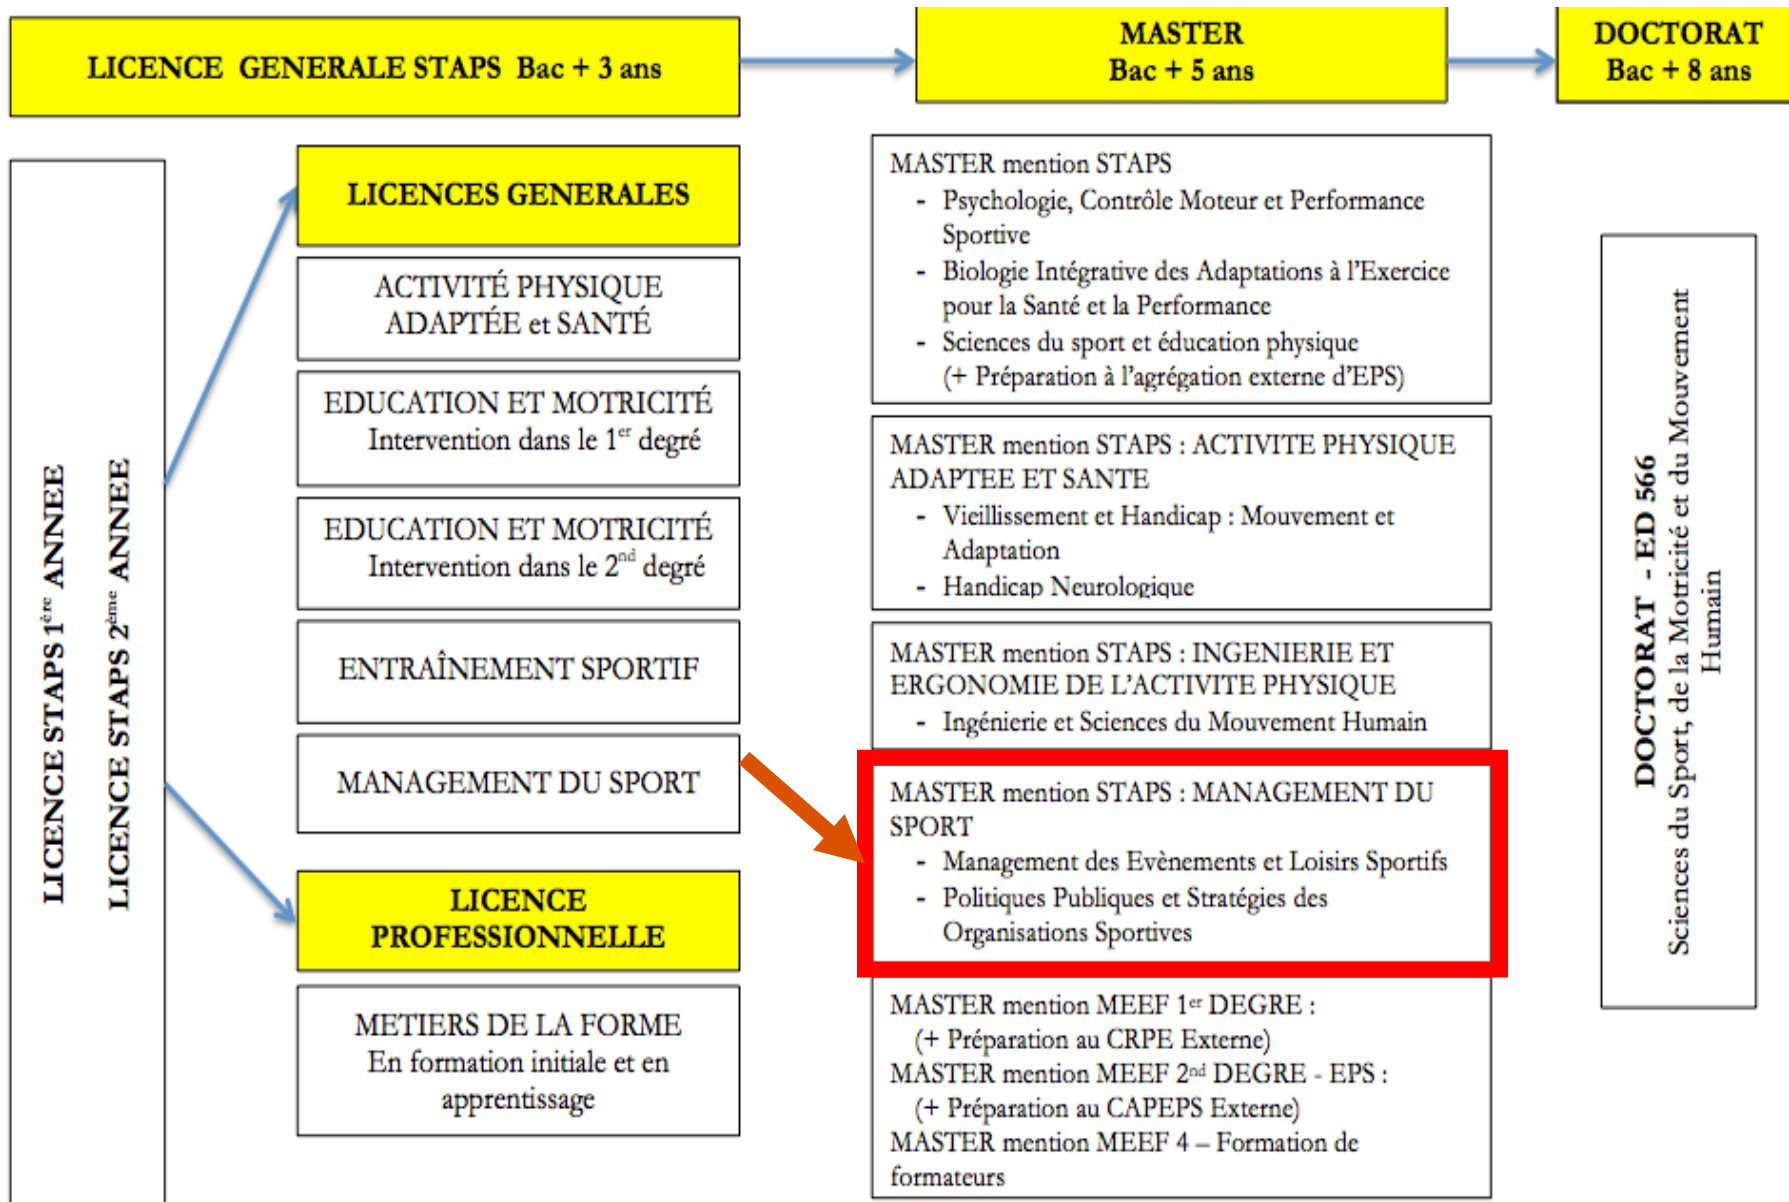 LICENCE GENERALE STAPS Bac + 3 ans
MASTER
Bac + 5 ans
DOCTORAT
Bac + 8 ans
LICENCE STAPS 1ère ANNEE
LICENCE STAPS 2ème ANNEE
LICENCES GENERALES
ACTIVITÉ PHYSIQUE
ADAPTÉE et SANTÉ
EDUCATION ET MOTRICITÉ
Intervention dans le 1er degré
EDUCATION ET MOTRICITÉ
Intervention dans le 2nd degré
ENTRAÎNEMENT SPORTIF
MANAGEMENT DU SPORT
LICENCE
PROFESSIONNELLE
METIERS DE LA FORME
En formation initiale et en
apprentissage
MASTER mention STAPS
- Psychologie, Contrôle Moteur et Performance
Sportive
- Biologie Intégrative des Adaptations à l'Exercice
pour la Santé et la Performance
- Sciences du sport et éducation physique
(+ Préparation à l'agrégation externe d'EPS)
MASTER mention STAPS : ACTIVITE PHYSIQUE
ADAPTEE ET SANTE
- Vieillissement et Handicap : Mouvement et
Adaptation
- Handicap Neurologique
MASTER mention STAPS : INGENIERIE ET
ERGONOMIE DE L'ACTIVITE PHYSIQUE
- Ingénierie et Sciences du Mouvement Humain
MASTER mention STAPS : MANAGEMENT DU
SPORT
- Management des Evènements et Loisirs Sportifs
- Politiques Publiques et Stratégies des
Organisations Sportives
MASTER mention MEEF 1er DEGRE :
(+ Préparation au CRPE Externe)
MASTER mention MEEF 2nd DEGRE - EPS :
(+ Préparation au CAPEPS Externe)
MASTER mention MEEF 4 – Formation de
formateurs
DOCTORAT - ED 566
Sciences du Sport, de la Motricité et du Mouvement
Humain